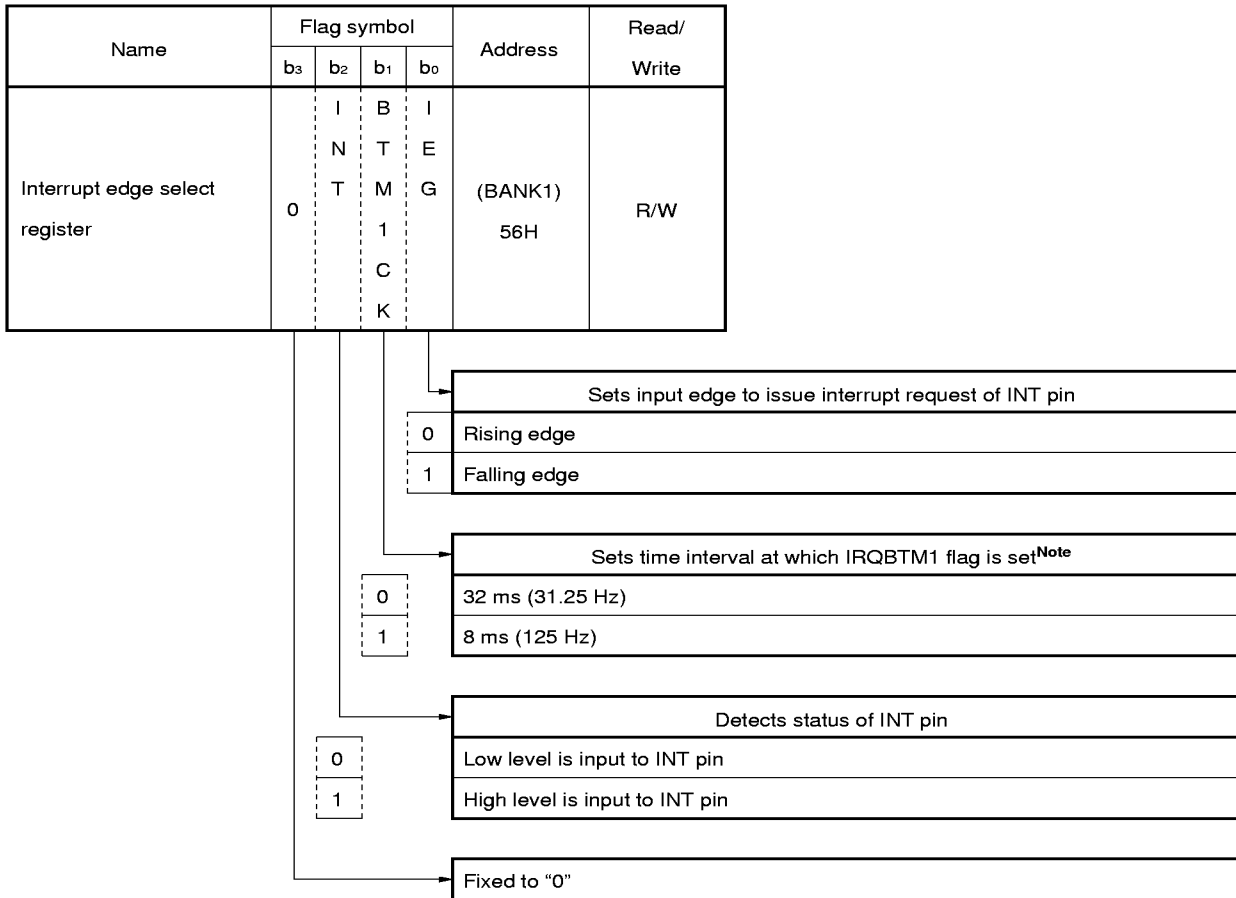 Name Flag symbol Address Read/
Write
b3 b2 b1 b0
Interrupt edge select
register
0
INT
BTM1CK
IEG
(BANK1)
56H
R/W
Sets input edge to issue interrupt request of INT pin
0 Rising edge
1 Falling edge
Sets time interval at which IRQBTM1 flag is setNote
0 32 ms (31.25 Hz)
1 8 ms (125 Hz)
Detects status of INT pin
0 Low level is input to INT pin
1 High level is input to INT pin
Fixed to “0”